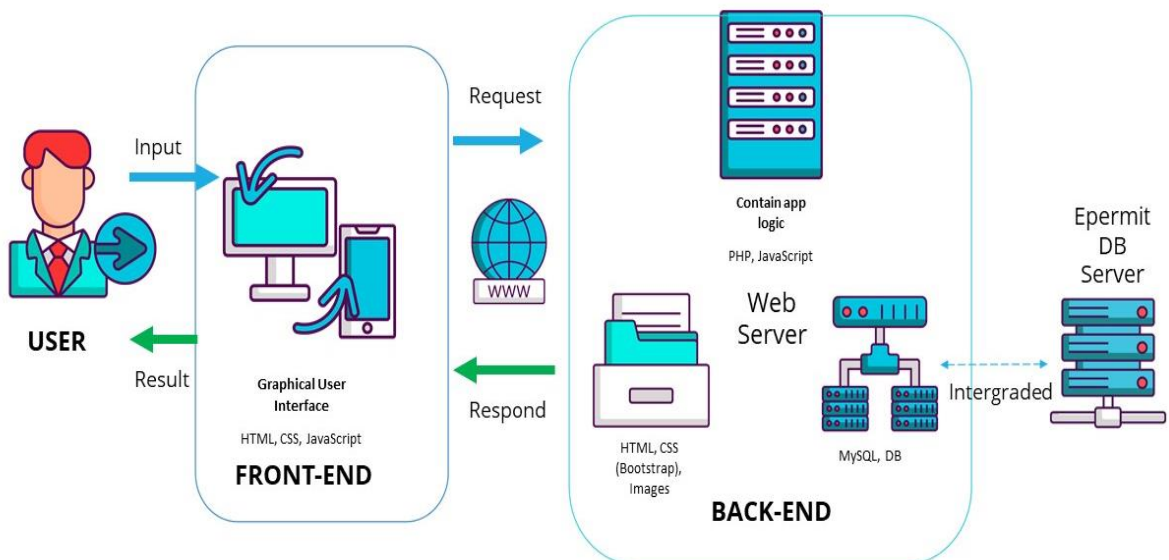 Input
USER
Result
Graphical User
Interface
HTML, CSS, JavaScript
FRONT-END
Request
WWW
Respond
Contain app
logic
PHP, JavaScript
Web
Server
HTML, CSS
(Bootstrap),
Images
MySQL, DB
BACK-END
Intergraded
Epermit
DB
Server